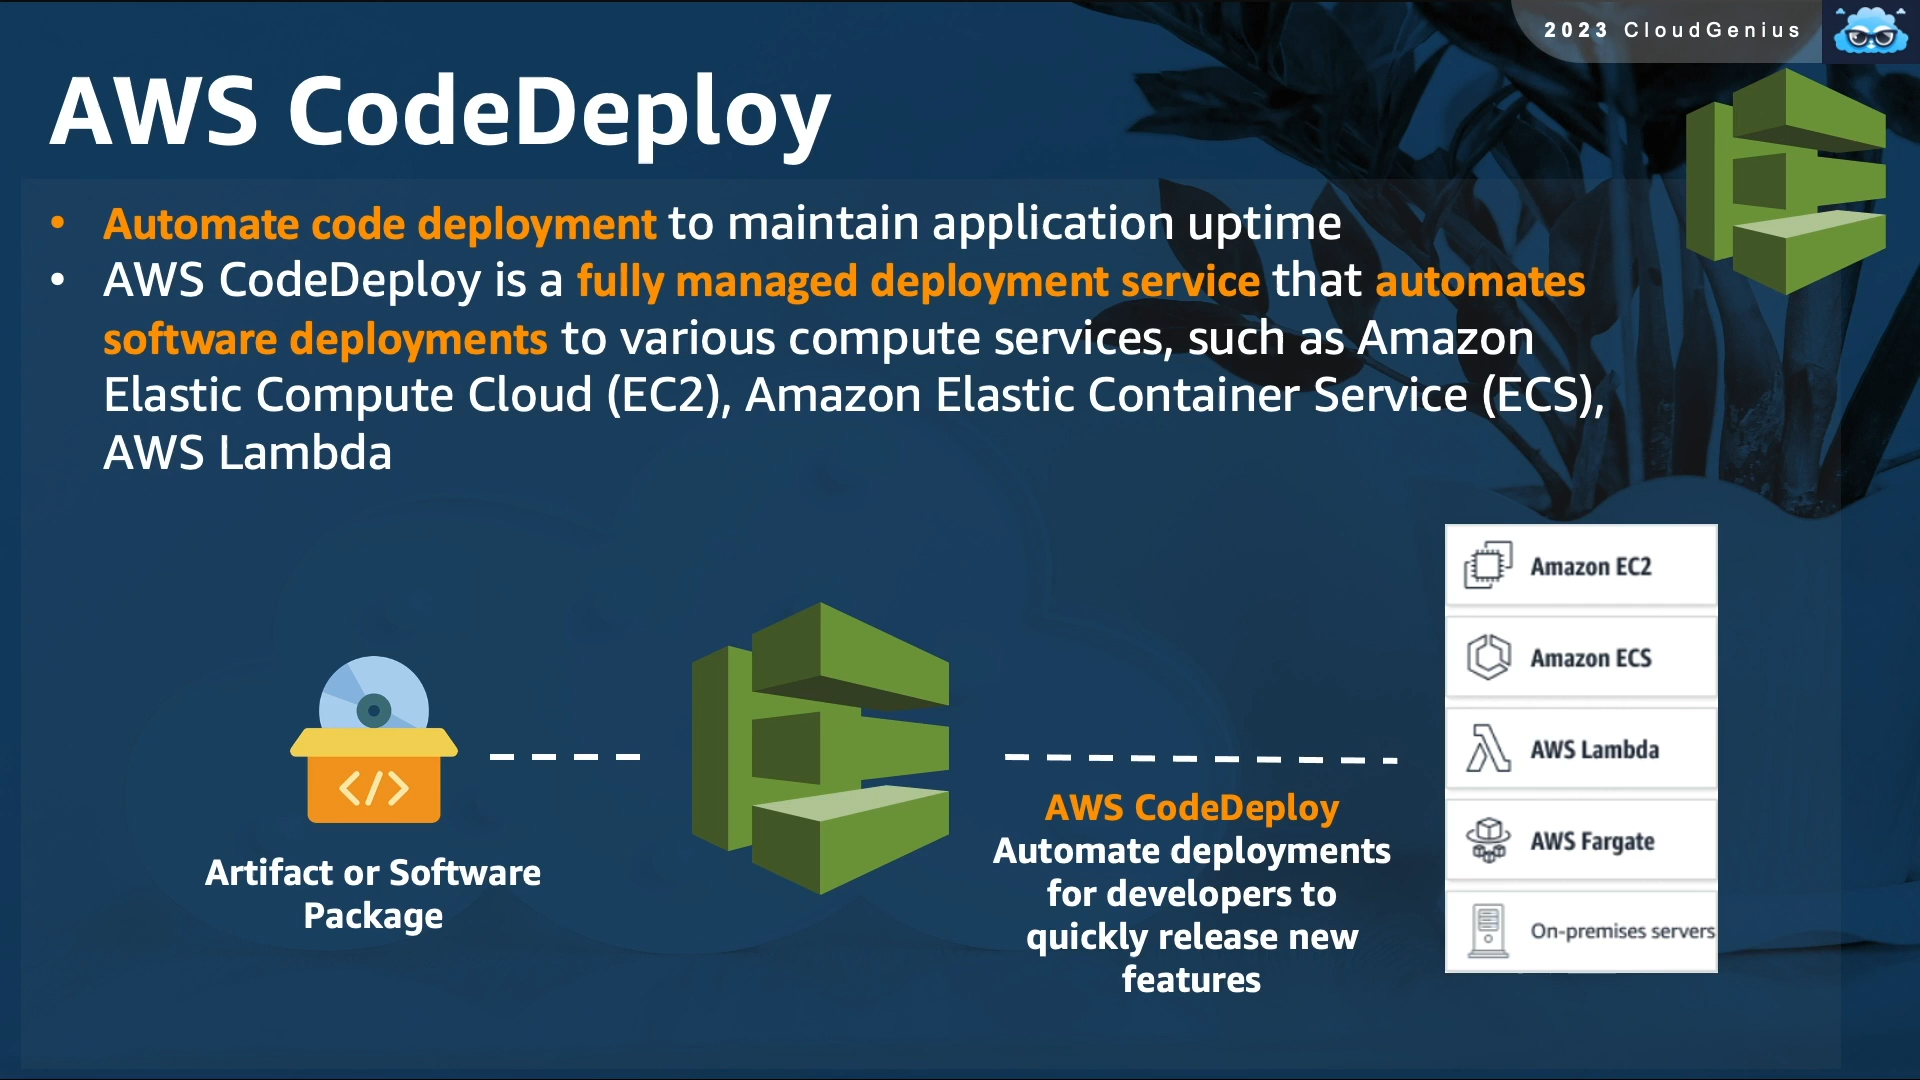 2023 CloudGenius
AWS CodeDeploy
• Automate code deployment to maintain application uptime
• AWS CodeDeploy is a fully managed deployment service that automates
software deployments to various compute services, such as Amazon
Elastic Compute Cloud (EC2), Amazon Elastic Container Service (ECS),
AWS Lambda
</>
Artifact or Software
Package
AWS CodeDeploy
Automate deployments
for developers to
quickly release new
features
Amazon EC2
Amazon ECS
AWS Lambda
AWS Fargate
On-premises servers